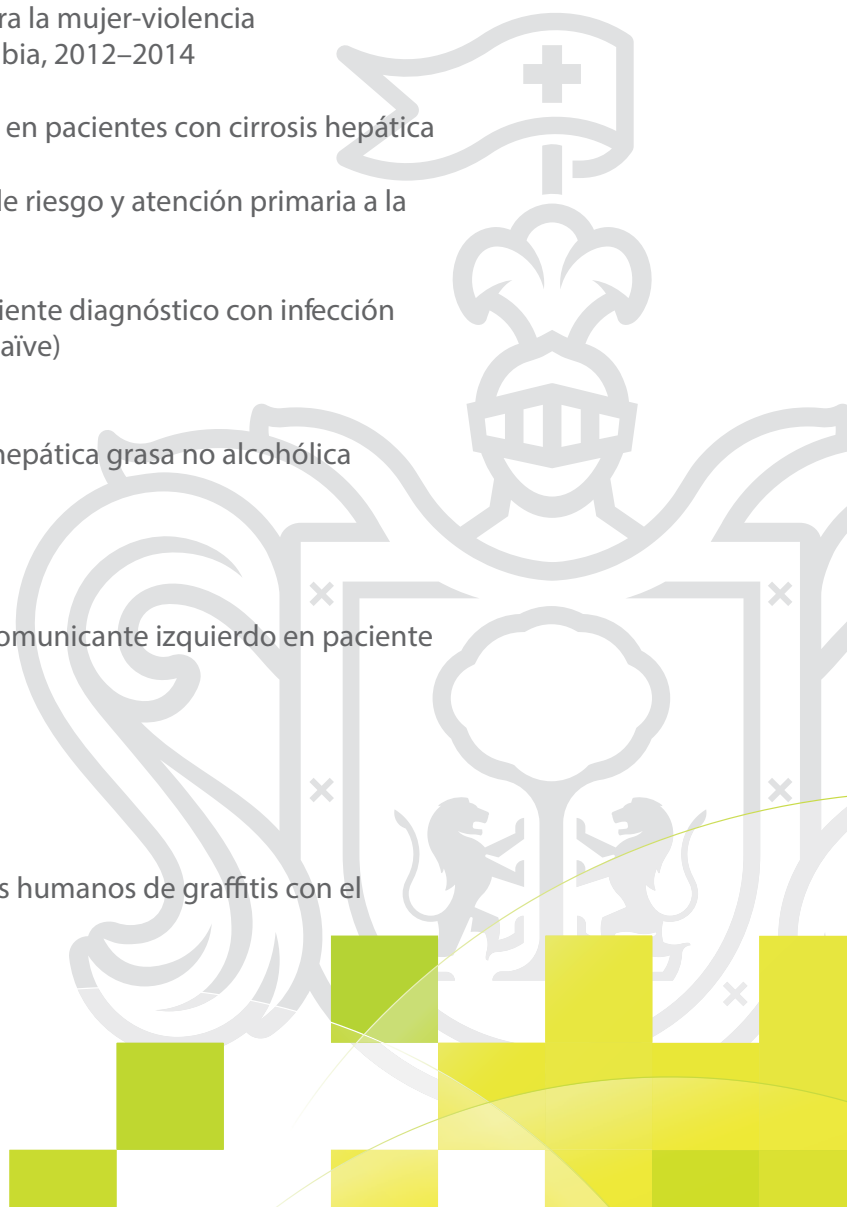 ra la mujer-violencia
bia, 2012–2014
en pacientes con cirrosis hepática
de riesgo y atención primaria a la
iente diagnóstico con infección
aïve)
hepática grasa no alcohólica
omunicante izquierdo en paciente
s humanos de graffitis con el